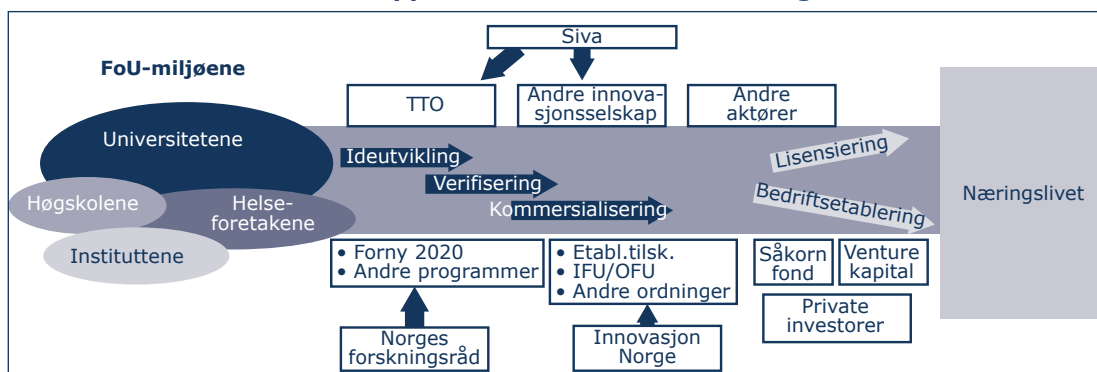 Siva
FoU-miljøene
TTO
Andre innova-
sjonsselskap
Andre
aktører
Universitetene
Ideutvikling
Lisensiering
Verifisering
Høgskolene
Helse-
foretakene
Kommersialisering
Bedriftsetablering
Næringslivet
Instituttene
• Forny 2020
• Andre programmer
• Etabl.tilsk.
• IFU/OFU
• Andre ordninger
Såkorn
fond
Venture
kapital
Private
investorer
Norges
forskningsråd
Innovasjon
Norge